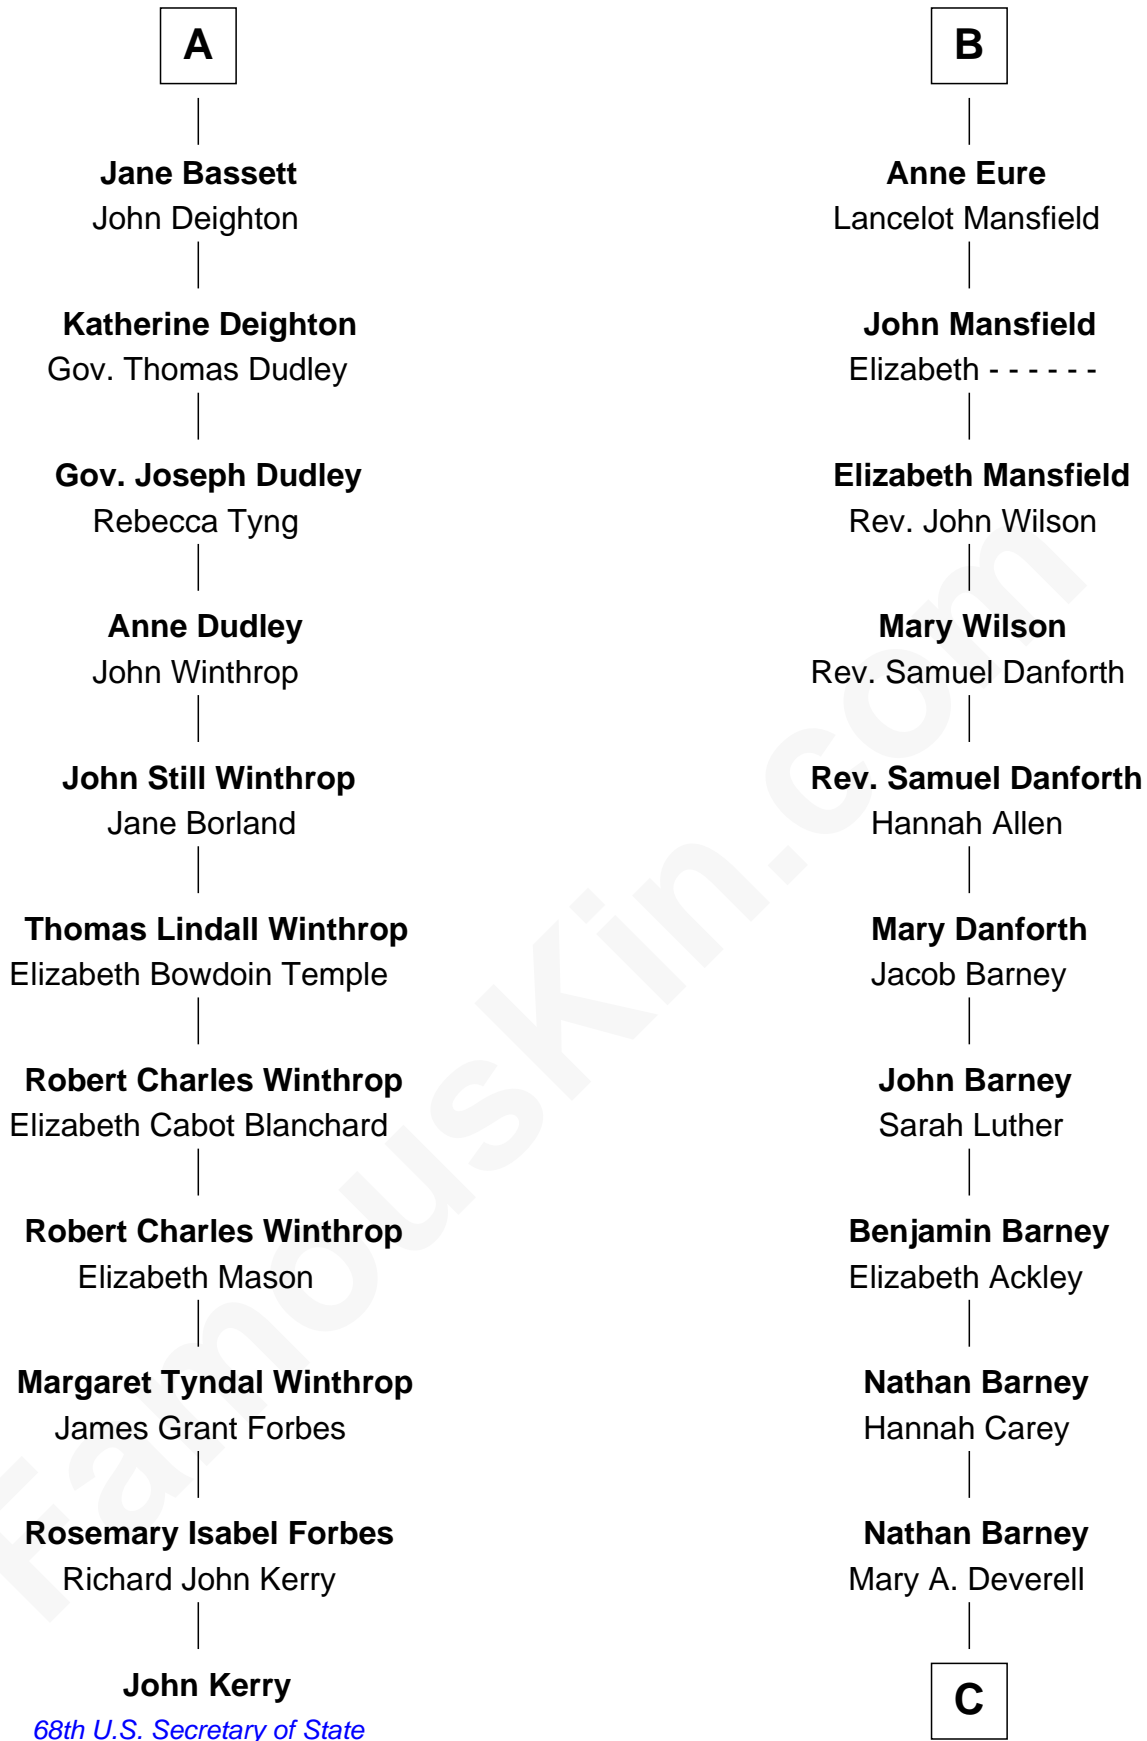 A
Jane Bassett
John Deighton
Katherine Deighton
Gov. Thomas Dudley
Gov. Joseph Dudley
Rebecca Tyng
Anne Dudley
John Winthrop
John Still Winthrop
Jane Borland
Thomas Lindall Winthrop
Elizabeth Bowdoin Temple
Robert Charles Winthrop
Elizabeth Cabot Blanchard
Robert Charles Winthrop
Elizabeth Mason
Margaret Tyndal Winthrop
James Grant Forbes
Rosemary Isabel Forbes
Richard John Kerry
John Kerry
68th U.S. Secretary of State
B
Anne Eure
Lancelot Mansfield
John Mansfield
Elizabeth - - - - - -
Elizabeth Mansfield
Rev. John Wilson
Mary Wilson
Rev. Samuel Danforth
Rev. Samuel Danforth
Hannah Allen
Mary Danforth
Jacob Barney
John Barney
Sarah Luther
Benjamin Barney
Elizabeth Ackley
Nathan Barney
Hannah Carey
Nathan Barney
Mary A. Deverell
C
FamousKin.com